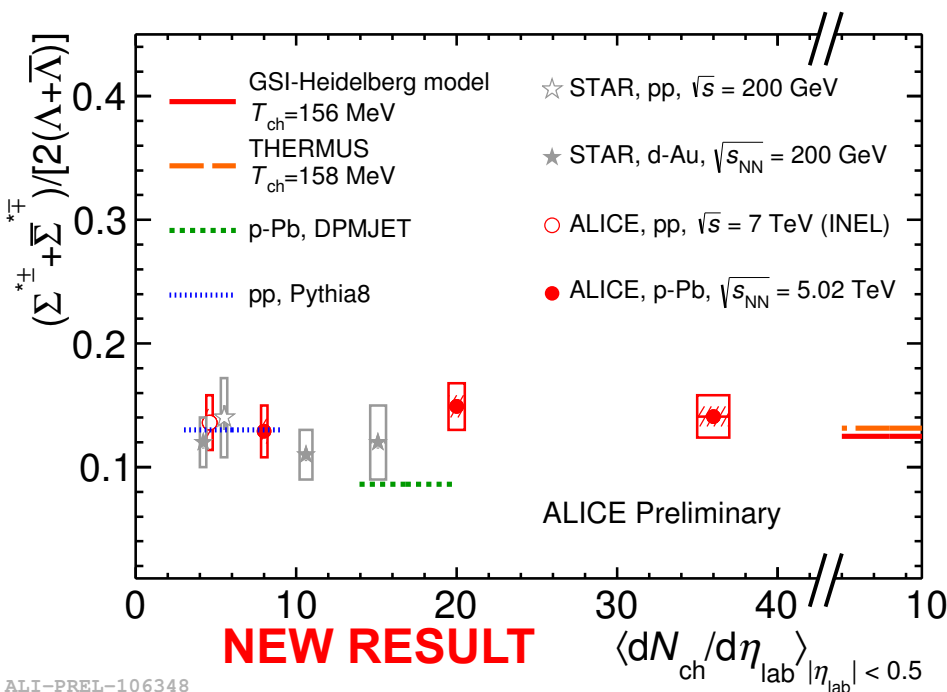 (Σ*∓ + Σ̅*∓)/[2(Λ+Λ̅)]
0.4
0.3
0.2
0.1
GSI-Heidelberg model
T_ch=156 MeV
THERMUS
T_ch=158 MeV
p-Pb, DPMJET
pp, Pythia8
☆ STAR, pp, √s = 200 GeV
★ STAR, d-Au, √s_NN = 200 GeV
○ ALICE, pp, √s = 7 TeV (INEL)
● ALICE, p-Pb, √s_NN = 5.02 TeV
ALICE Preliminary
0 10 20 30 40 10
NEW RESULT
⟨dN_ch/dη_lab⟩_|η_lab| < 0.5
ALI-PREL-106348